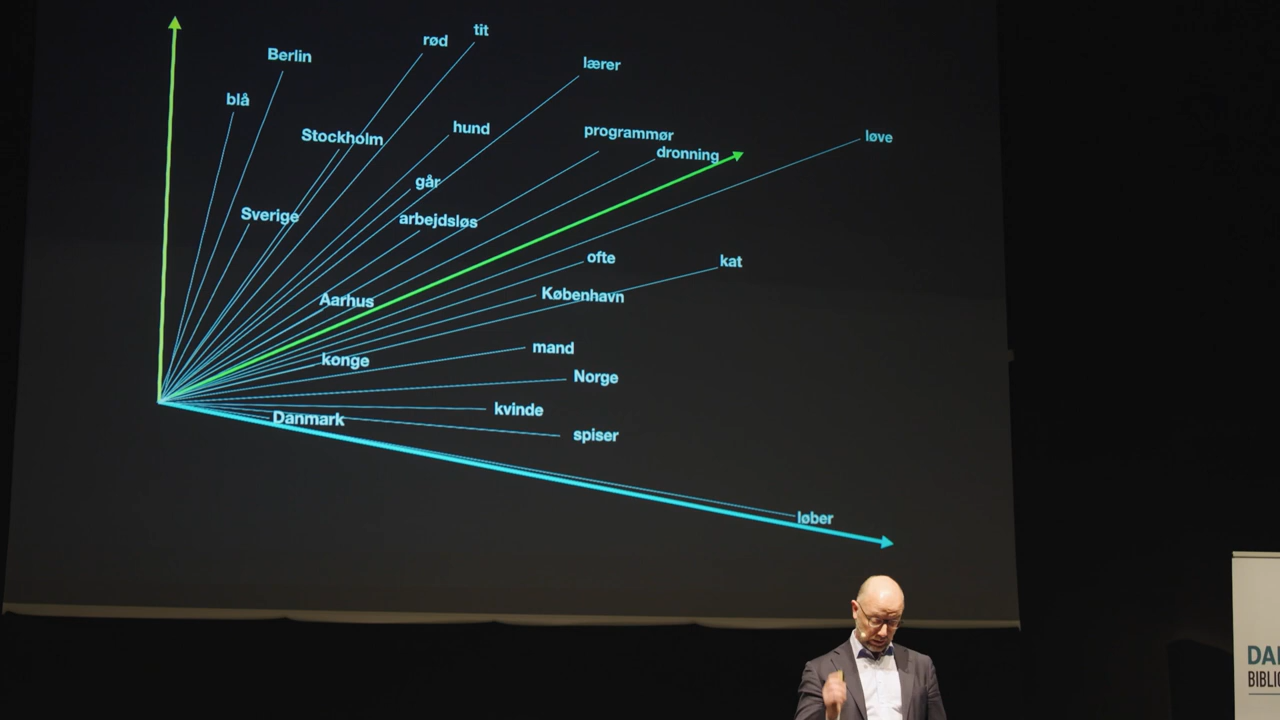 tit
rød
Berlin
lærer
blå
hund
programmør
løve
Stockholm
dronning
går
Sverige
arbejdsløs
ofte
kat
København
Aarhus
mand
konge
Norge
kvinde
Danmark
spiser
løber